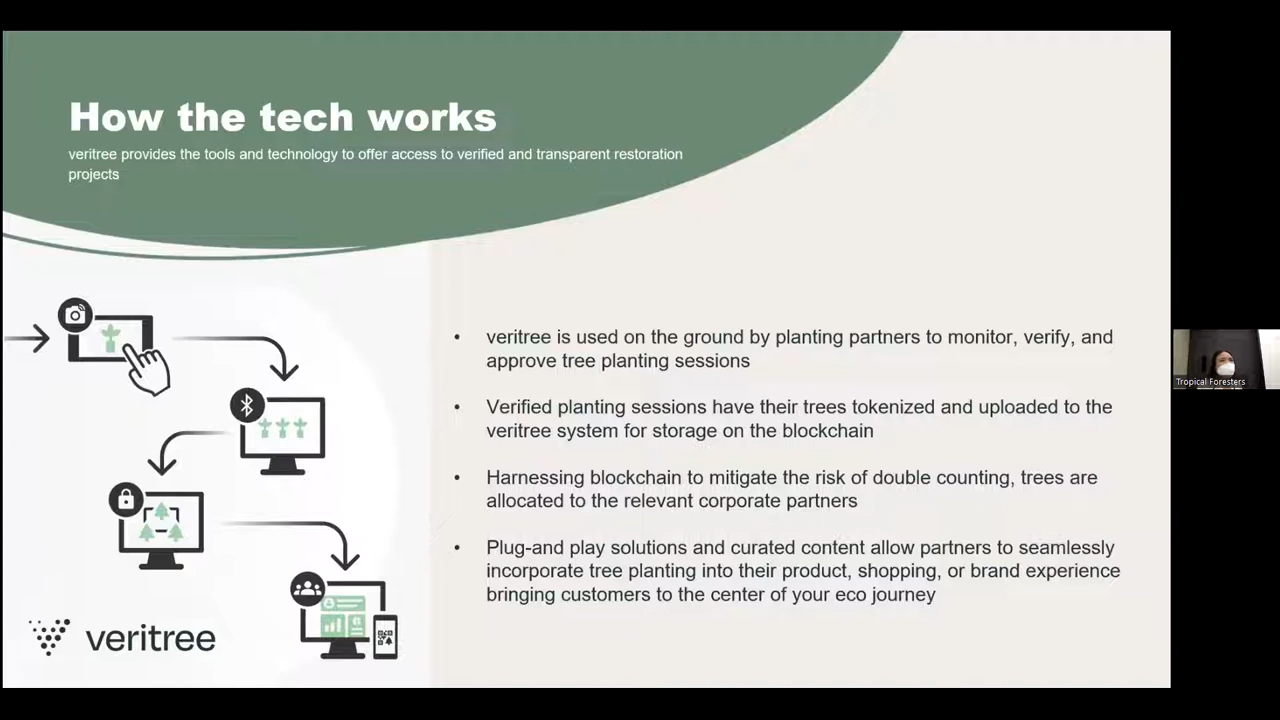 How the tech works
veritree provides the tools and technology to offer access to verified and transparent restoration
projects
• veritree is used on the ground by planting partners to monitor, verify, and
approve tree planting sessions
• Verified planting sessions have their trees tokenized and uploaded to the
veritree system for storage on the blockchain
• Harnessing blockchain to mitigate the risk of double counting, trees are
allocated to the relevant corporate partners
• Plug-and play solutions and curated content allow partners to seamlessly
incorporate tree planting into their product, shopping, or brand experience
bringing customers to the center of your eco journey
veritree
Tropical Foresters